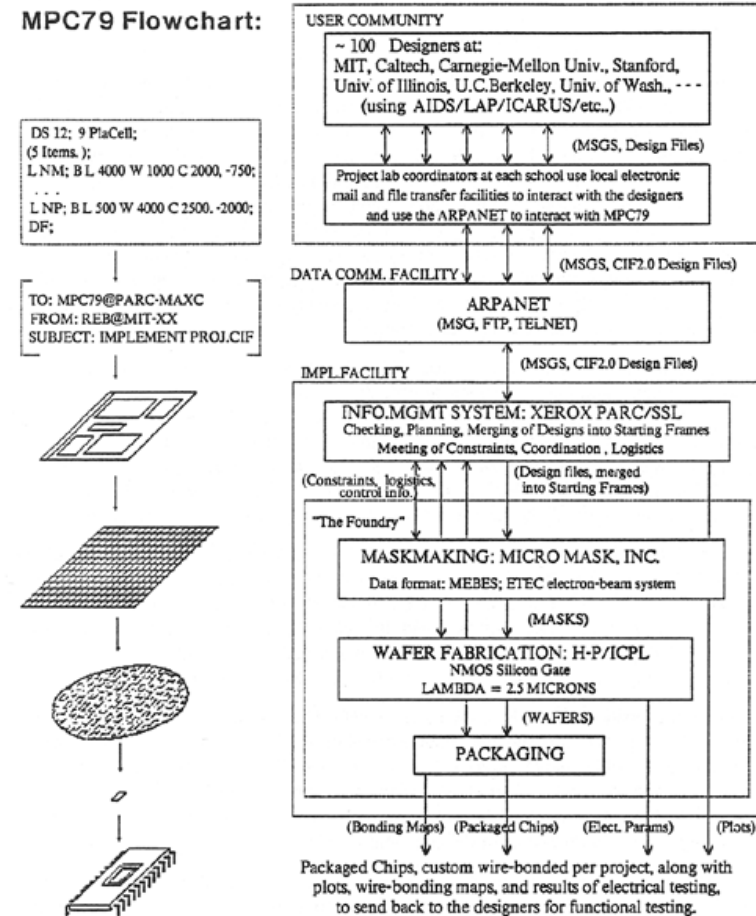 MPC79 Flowchart:
DS 12; 9 PlaCell;
(5 Items. );
L NM; B L 4000 W 1000 C 2000, -750;
. . .
L NP; B L 500 W 4000 C 2500. -2000;
DF;
TO: MPC79@PARC-MAXC
FROM: REB@MIT-XX
SUBJECT: IMPLEMENT PROJ.CIF
USER COMMUNITY
~ 100 Designers at:
MIT, Caltech, Carnegie-Mellon Univ., Stanford,
Univ. of Illinois, U.C.Berkeley, Univ. of Wash., - - -
(using AIDS/LAP/ICARUS/etc..)
(MSGS, Design Files)
Project lab coordinators at each school use local electronic
mail and file transfer facilities to interact with the designers
and use the ARPANET to interact with MPC79
(MSGS, CIF2.0 Design Files)
DATA COMM. FACILITY
ARPANET
(MSG, FTP, TELNET)
(MSGS, CIF2.0 Design Files)
IMPL.FACILITY
INFO.MGMT SYSTEM: XEROX PARC/SSL
Checking, Planning, Merging of Designs into Starting Frames
Meeting of Constraints, Coordination , Logistics
(Constraints, logistics,
control info.)
(Design files, merged
into Starting Frames)
"The Foundry"
MASKMAKING: MICRO MASK, INC.
Data format: MEBES; ETEC electron-beam system
(MASKS)
WAFER FABRICATION: H-P/ICPL
NMOS Silicon Gate
LAMBDA = 2.5 MICRONS
(WAFERS)
PACKAGING
(Bonding Maps) (Packaged Chips) (Elect. Params) (Plots)
Packaged Chips, custom wire-bonded per project, along with
plots, wire-bonding maps, and results of electrical testing,
to send back to the designers for functional testing.